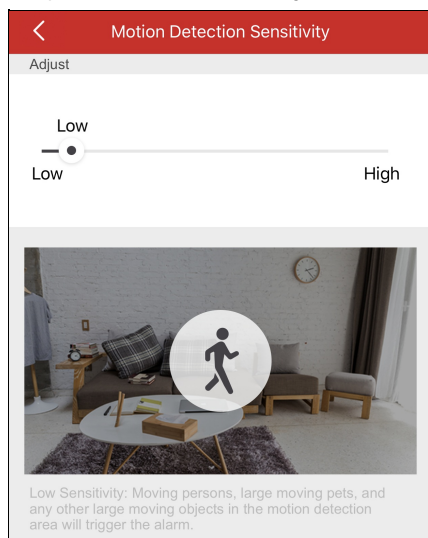 Motion Detection Sensitivity
Adjust
Low
Low
High
Low Sensitivity: Moving persons, large moving pets, and
any other large moving objects in the motion detection
area will trigger the alarm.